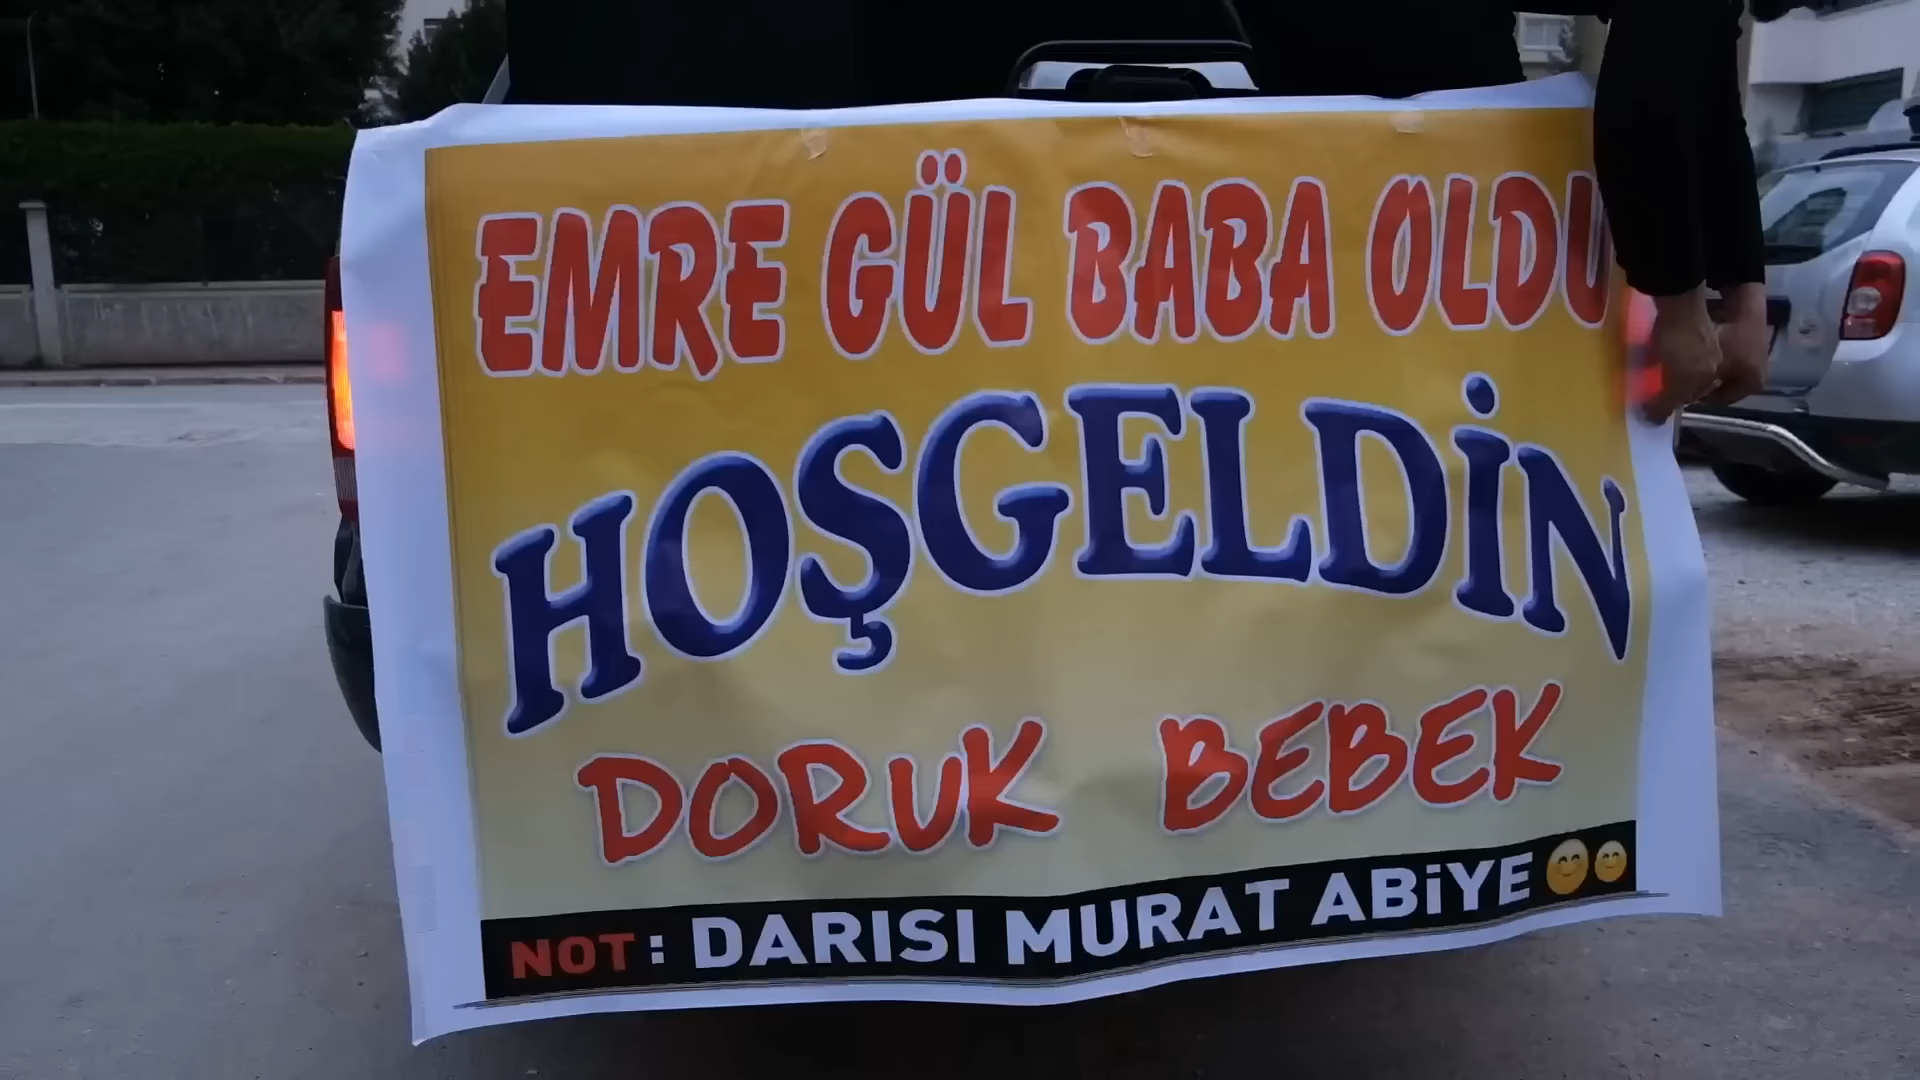 EMRE GÜL BABA OLDU
HOŞGELDİN
DORUK BEBEK
NOT: DARISI MURAT ABİYE 😊😊